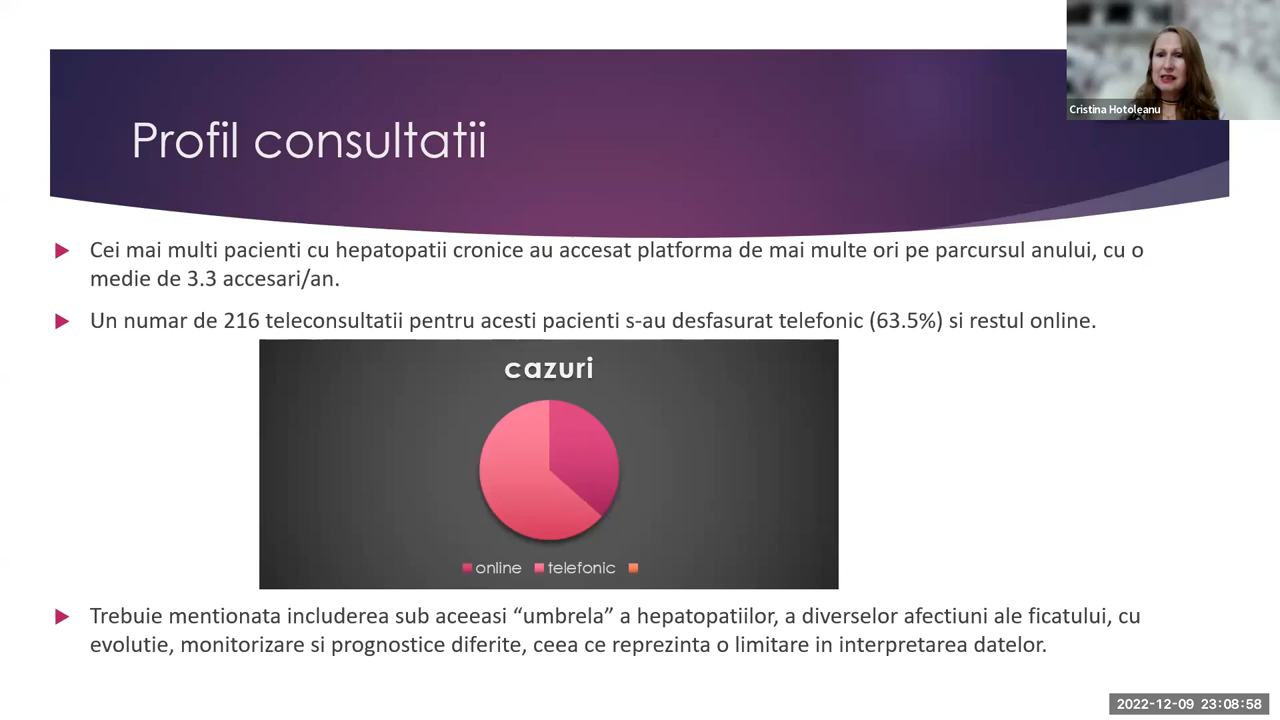 Cristina Hotoleanu
Profil consultatii
Cei mai multi pacienti cu hepatopatii cronice au accesat platforma de mai multe ori pe parcursul anului, cu o
medie de 3.3 accesari/an.
Un numar de 216 teleconsultatii pentru acesti pacienti s-au desfasurat telefonic (63.5%) si restul online.
cazuri
online telefonic
Trebuie mentionata includerea sub aceeasi “umbrela” a hepatopatiilor, a diverselor afectiuni ale ficatului, cu
evolutie, monitorizare si prognostice diferite, ceea ce reprezinta o limitare in interpretarea datelor.
2022-12-09 23:08:58